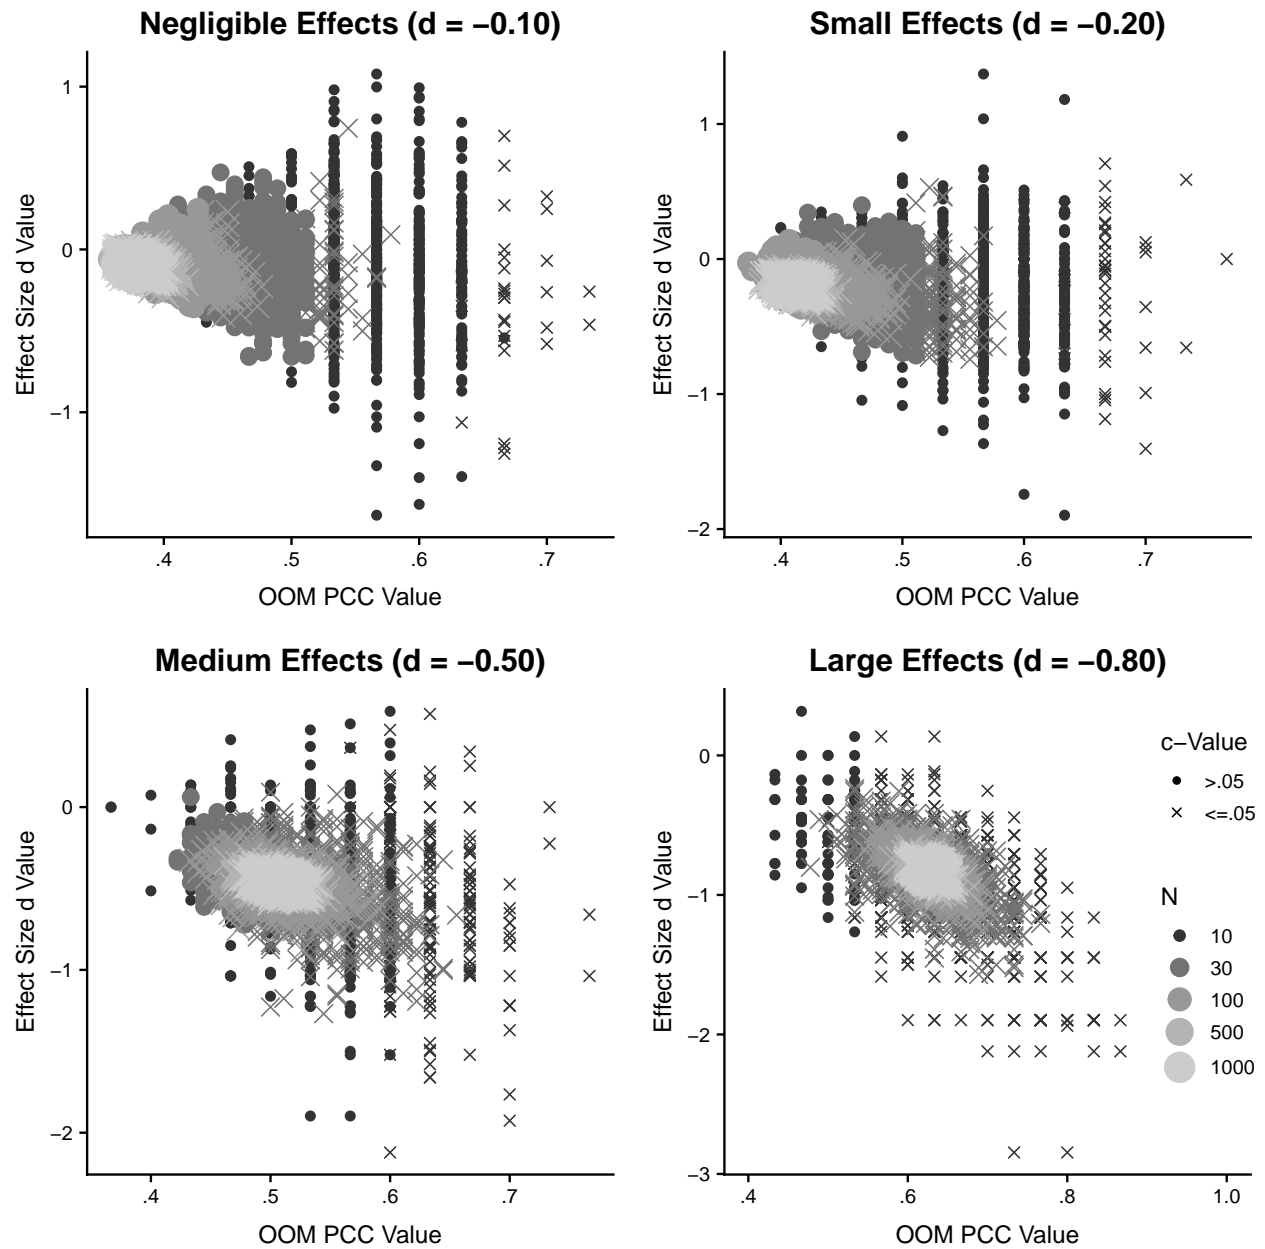 Negligible Effects (d = −0.10)
1
0
−1
Effect Size d Value
.4 .5 .6 .7
OOM PCC Value
Small Effects (d = −0.20)
1
0
−1
−2
Effect Size d Value
.4 .5 .6 .7
OOM PCC Value
Medium Effects (d = −0.50)
0
−1
−2
Effect Size d Value
.4 .5 .6 .7
OOM PCC Value
Large Effects (d = −0.80)
0
−1
−2
−3
Effect Size d Value
.4 .6 .8 1.0
OOM PCC Value
c−Value
>.05
<=.05
N
10
30
100
500
1000